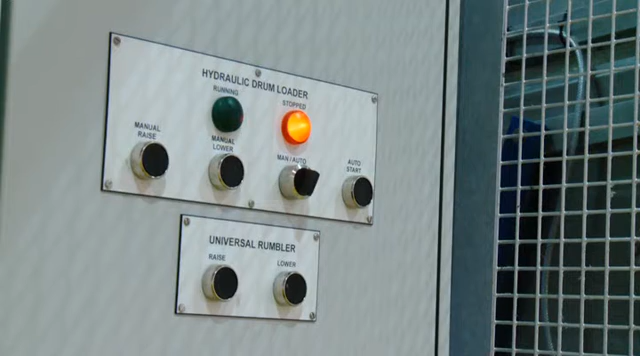 HYDRAULIC DRUM LOADER
RUNNING
STOPPED
MANUAL
RAISE
MANUAL
LOWER
MAN / AUTO
AUTO
START
UNIVERSAL RUMBLER
RAISE
LOWER